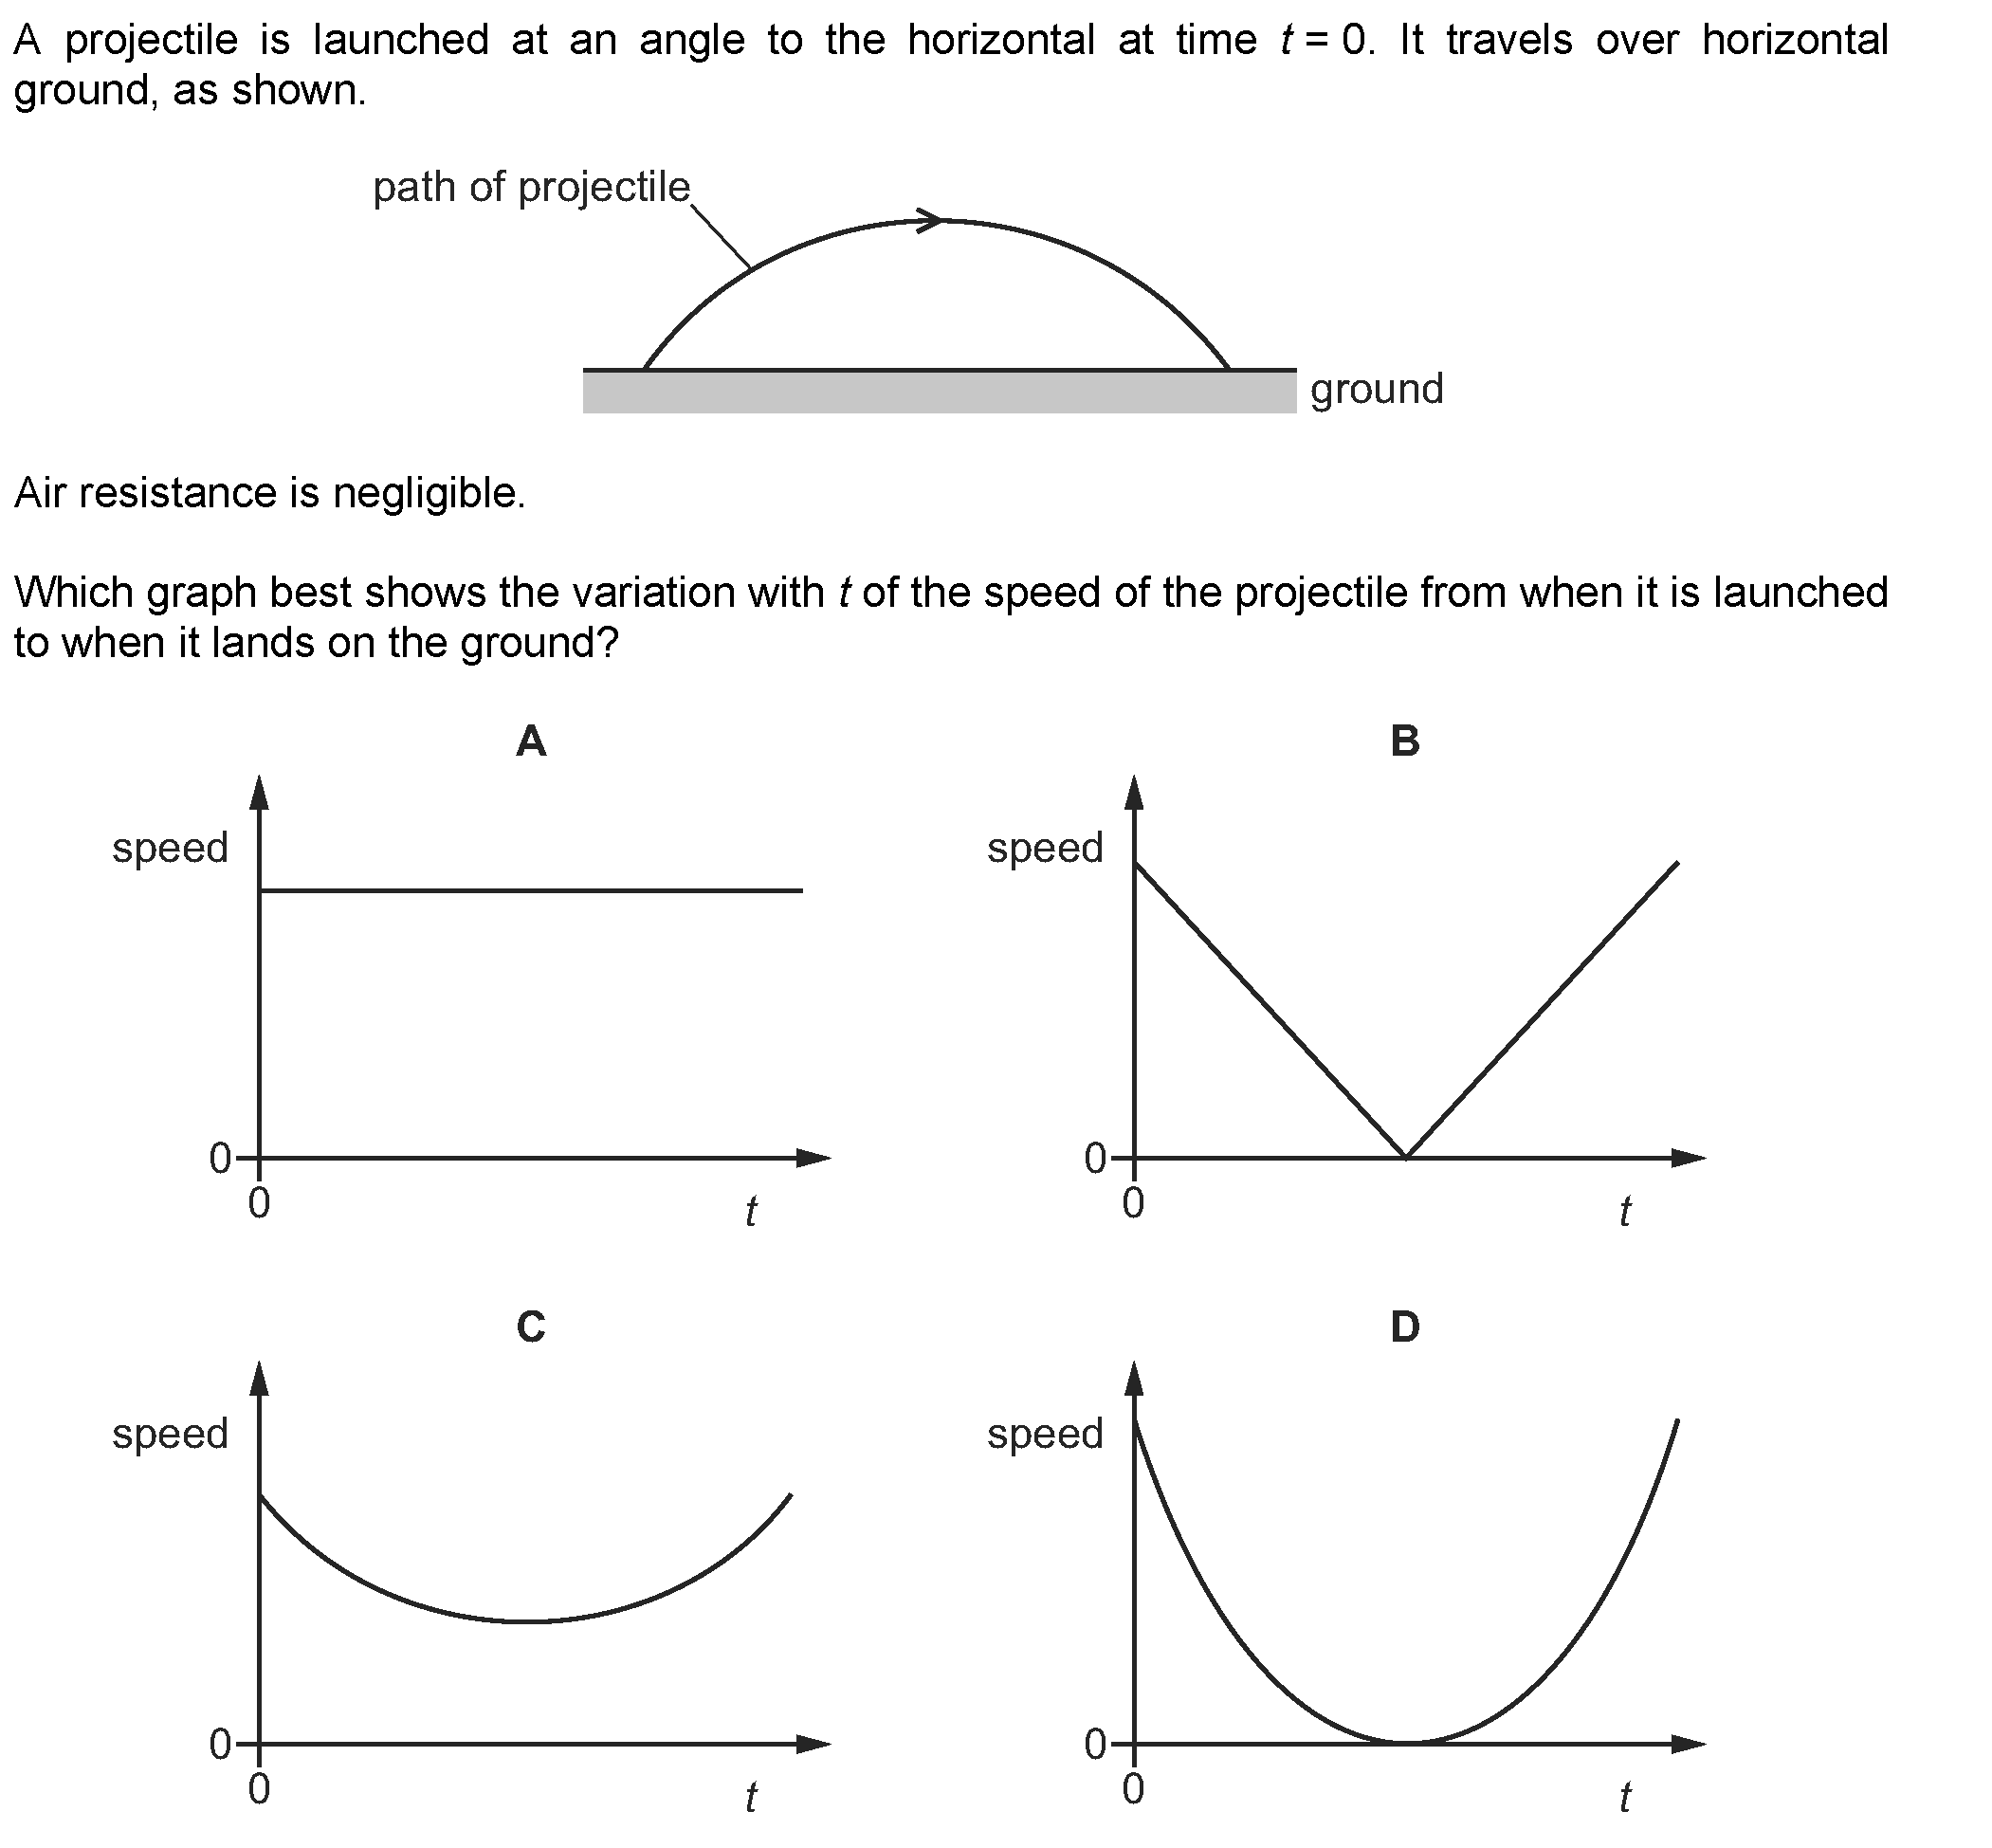 A projectile is launched at an angle to the horizontal at time t = 0. It travels over horizontal
ground, as shown.
path of projectile
ground
Air resistance is negligible.
Which graph best shows the variation with t of the speed of the projectile from when it is launched
to when it lands on the ground?
A
speed
0
0
t
B
speed
0
0
t
C
speed
0
0
t
D
speed
0
0
t